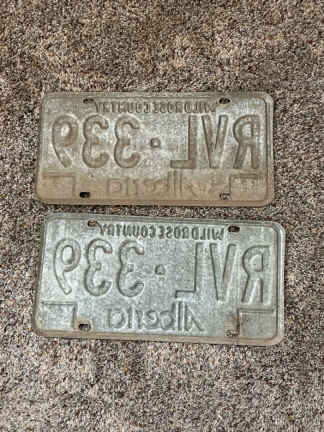 WILD ROSE COUNTRY
RVL·339
Alberta
WILD ROSE COUNTRY
RVL·339
Alberta